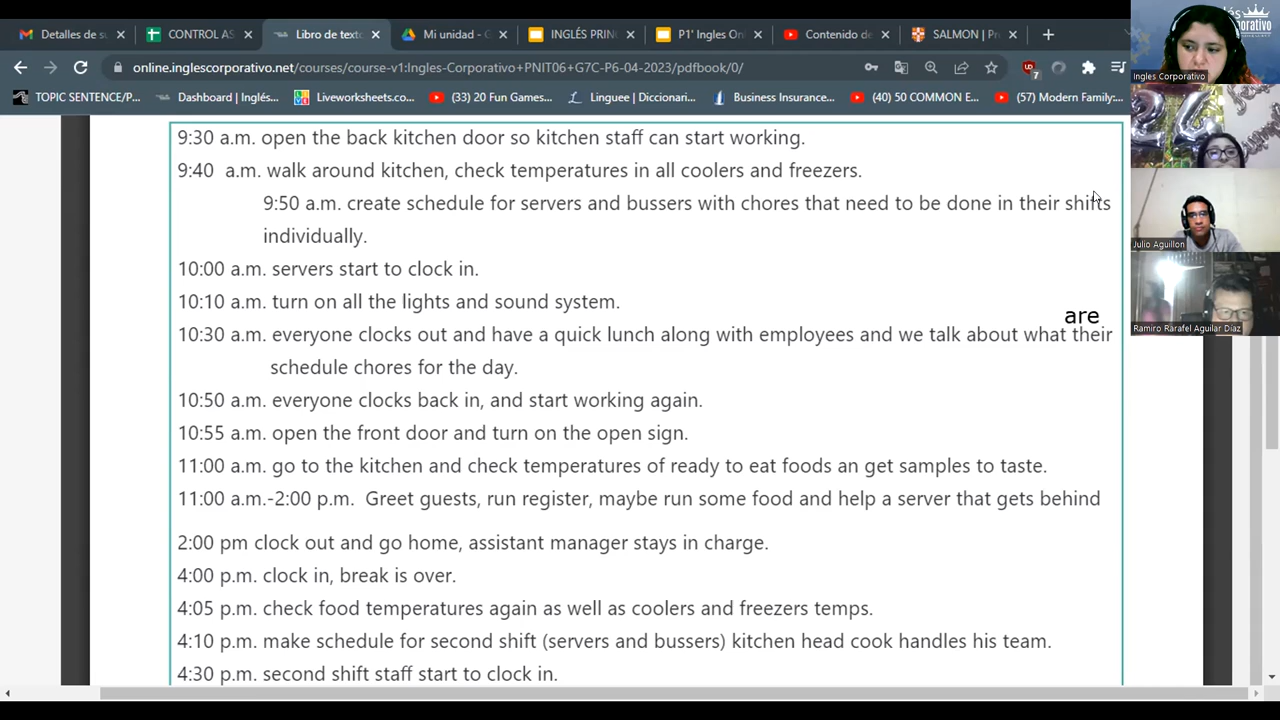 Detalles de su
CONTROL AS
Libro de texto
Mi unidad - G
INGLÉS PRIN
P1' Ingles On
Contenido de
SALMON | P
online.inglescorporativo.net/courses/course-v1:Ingles-Corporativo+PNIT06+G7C-P6-04-2023/pdfbook/0/
7
TOPIC SENTENCE/P... Dashboard | Inglés... Liveworksheets.co... (33) 20 Fun Games... Linguee | Diccionari... Business Insurance... (40) 50 COMMON E... (57) Modern Family:...
9:30 a.m. open the back kitchen door so kitchen staff can start working.
9:40 a.m. walk around kitchen, check temperatures in all coolers and freezers.
9:50 a.m. create schedule for servers and bussers with chores that need to be done in their shifts
individually.
10:00 a.m. servers start to clock in.
10:10 a.m. turn on all the lights and sound system.
are
10:30 a.m. everyone clocks out and have a quick lunch along with employees and we talk about what their
schedule chores for the day.
10:50 a.m. everyone clocks back in, and start working again.
10:55 a.m. open the front door and turn on the open sign.
11:00 a.m. go to the kitchen and check temperatures of ready to eat foods an get samples to taste.
11:00 a.m.-2:00 p.m. Greet guests, run register, maybe run some food and help a server that gets behind
2:00 pm clock out and go home, assistant manager stays in charge.
4:00 p.m. clock in, break is over.
4:05 p.m. check food temperatures again as well as coolers and freezers temps.
4:10 p.m. make schedule for second shift (servers and bussers) kitchen head cook handles his team.
4:30 p.m. second shift staff start to clock in.
Ingles Corporativo
Julio Aguillon
Ramiro Rarafel Aguilar Díaz